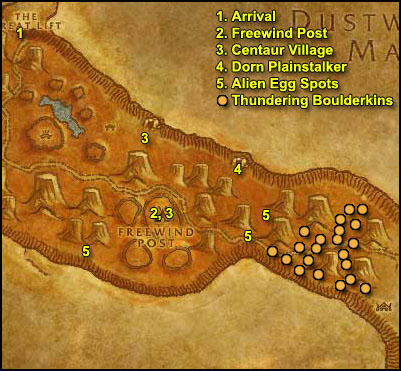 THE
GREAT LIFT
1
DUSTW
MA
1. Arrival
2. Freewind Post
3. Centaur Village
4. Dorn Plainstalker
5. Alien Egg Spots
Thundering Boulderkins
3
4
2, 3
5
FREEWIND
POST
5
5